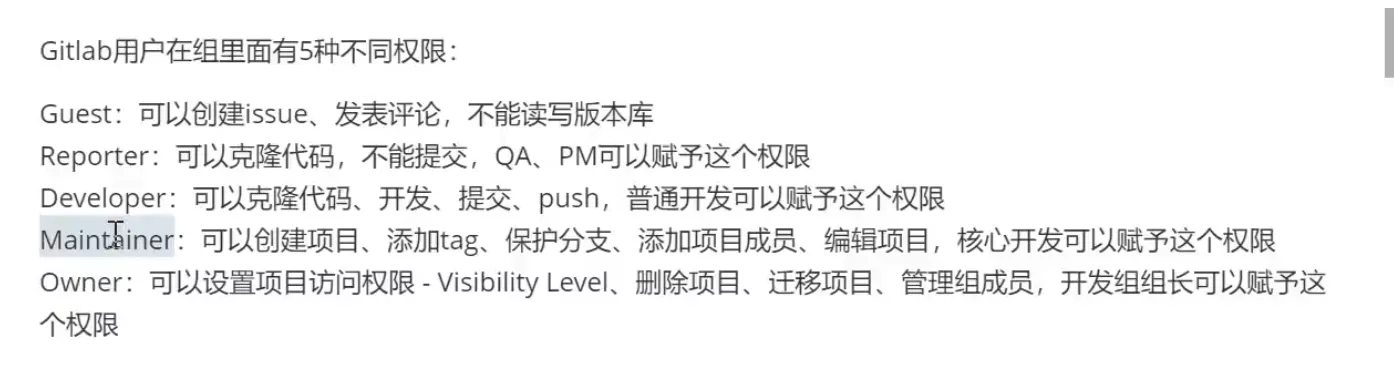 Gitlab用户在组里面有5种不同权限：
Guest：可以创建issue、发表评论，不能读写版本库
Reporter：可以克隆代码，不能提交，QA、PM可以赋予这个权限
Developer：可以克隆代码、开发、提交、push，普通开发可以赋予这个权限
Maintainer：可以创建项目、添加tag、保护分支、添加项目成员、编辑项目，核心开发可以赋予这个权限
Owner：可以设置项目访问权限 - Visibility Level、删除项目、迁移项目、管理组成员，开发组组长可以赋予这
个权限